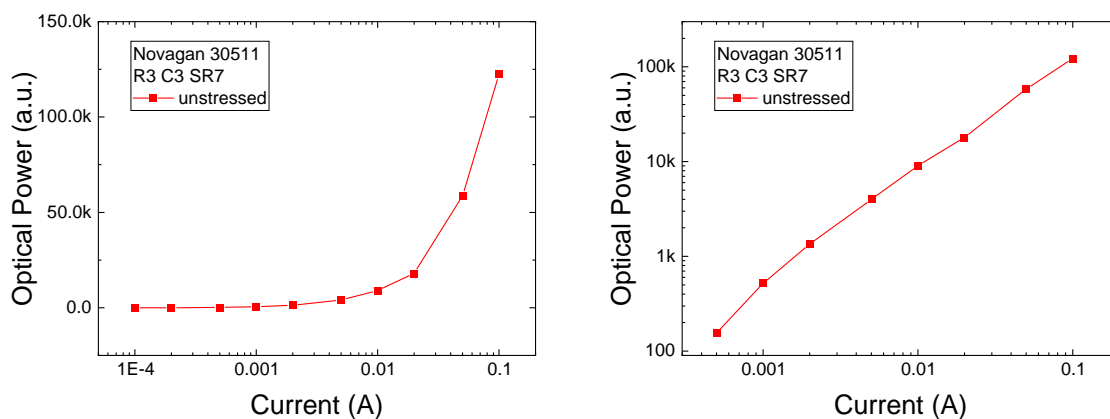 150.0k
100.0k
50.0k
0.0
Optical Power (a.u.)
Novagan 30511
R3 C3 SR7
unstressed
1E-4
0.001
0.01
0.1
Current (A)
100k
10k
1k
100
Optical Power (a.u.)
Novagan 30511
R3 C3 SR7
unstressed
0.001
0.01
0.1
Current (A)